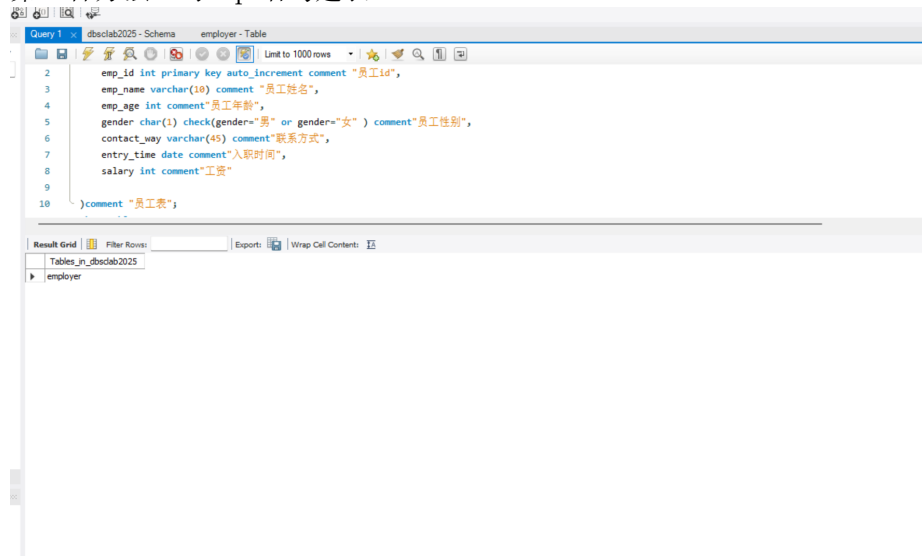 Query 1
dbsclab2025 - Schema
employer - Table
Limit to 1000 rows
2 emp_id int primary key auto_increment comment "员工id",
3 emp_name varchar(10) comment "员工姓名",
4 emp_age int comment"员工年龄",
5 gender char(1) check(gender="男" or gender="女" ) comment"员工性别",
6 contact_way varchar(45) comment"联系方式",
7 entry_time date comment"入职时间",
8 salary int comment"工资"
9
10 )comment "员工表";
Result Grid Filter Rows: Export: Wrap Cell Content:
Tables_in_dbsclab2025
employer